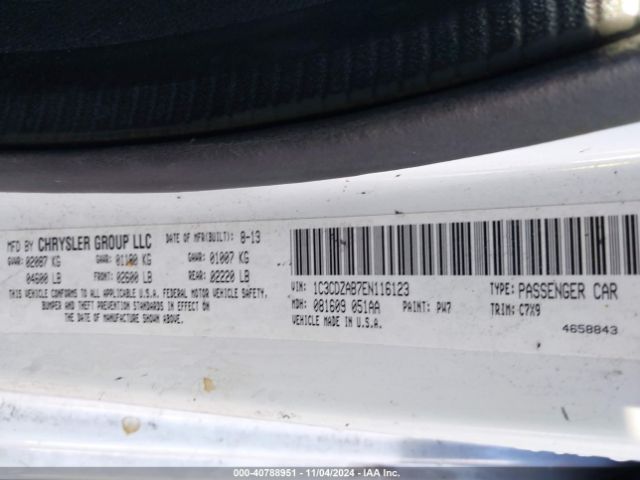 MFD BY CHRYSLER GROUP LLC DATE OF MFR(BUILT): 8-13
GVWR: 02087 KG GAWR: 01180 KG GAWR: 01007 KG
04600 LB FRONT: 02600 LB REAR: 02220 LB
THIS VEHICLE CONFORMS TO ALL APPLICABLE U.S.A. FEDERAL MOTOR VEHICLE SAFETY,
BUMPER AND THEFT PREVENTION STANDARDS IN EFFECT ON
THE DATE OF MANUFACTURE SHOWN ABOVE.
VIN: 1C3CDZAB7EN116123 TYPE: PASSENGER CAR
MDH: 081609 051AA PAINT: PW7 TRIM: C7X9
VEHICLE MADE IN U.S.A.
4658843
000-40788951 - 11/04/2024 - IAA Inc.